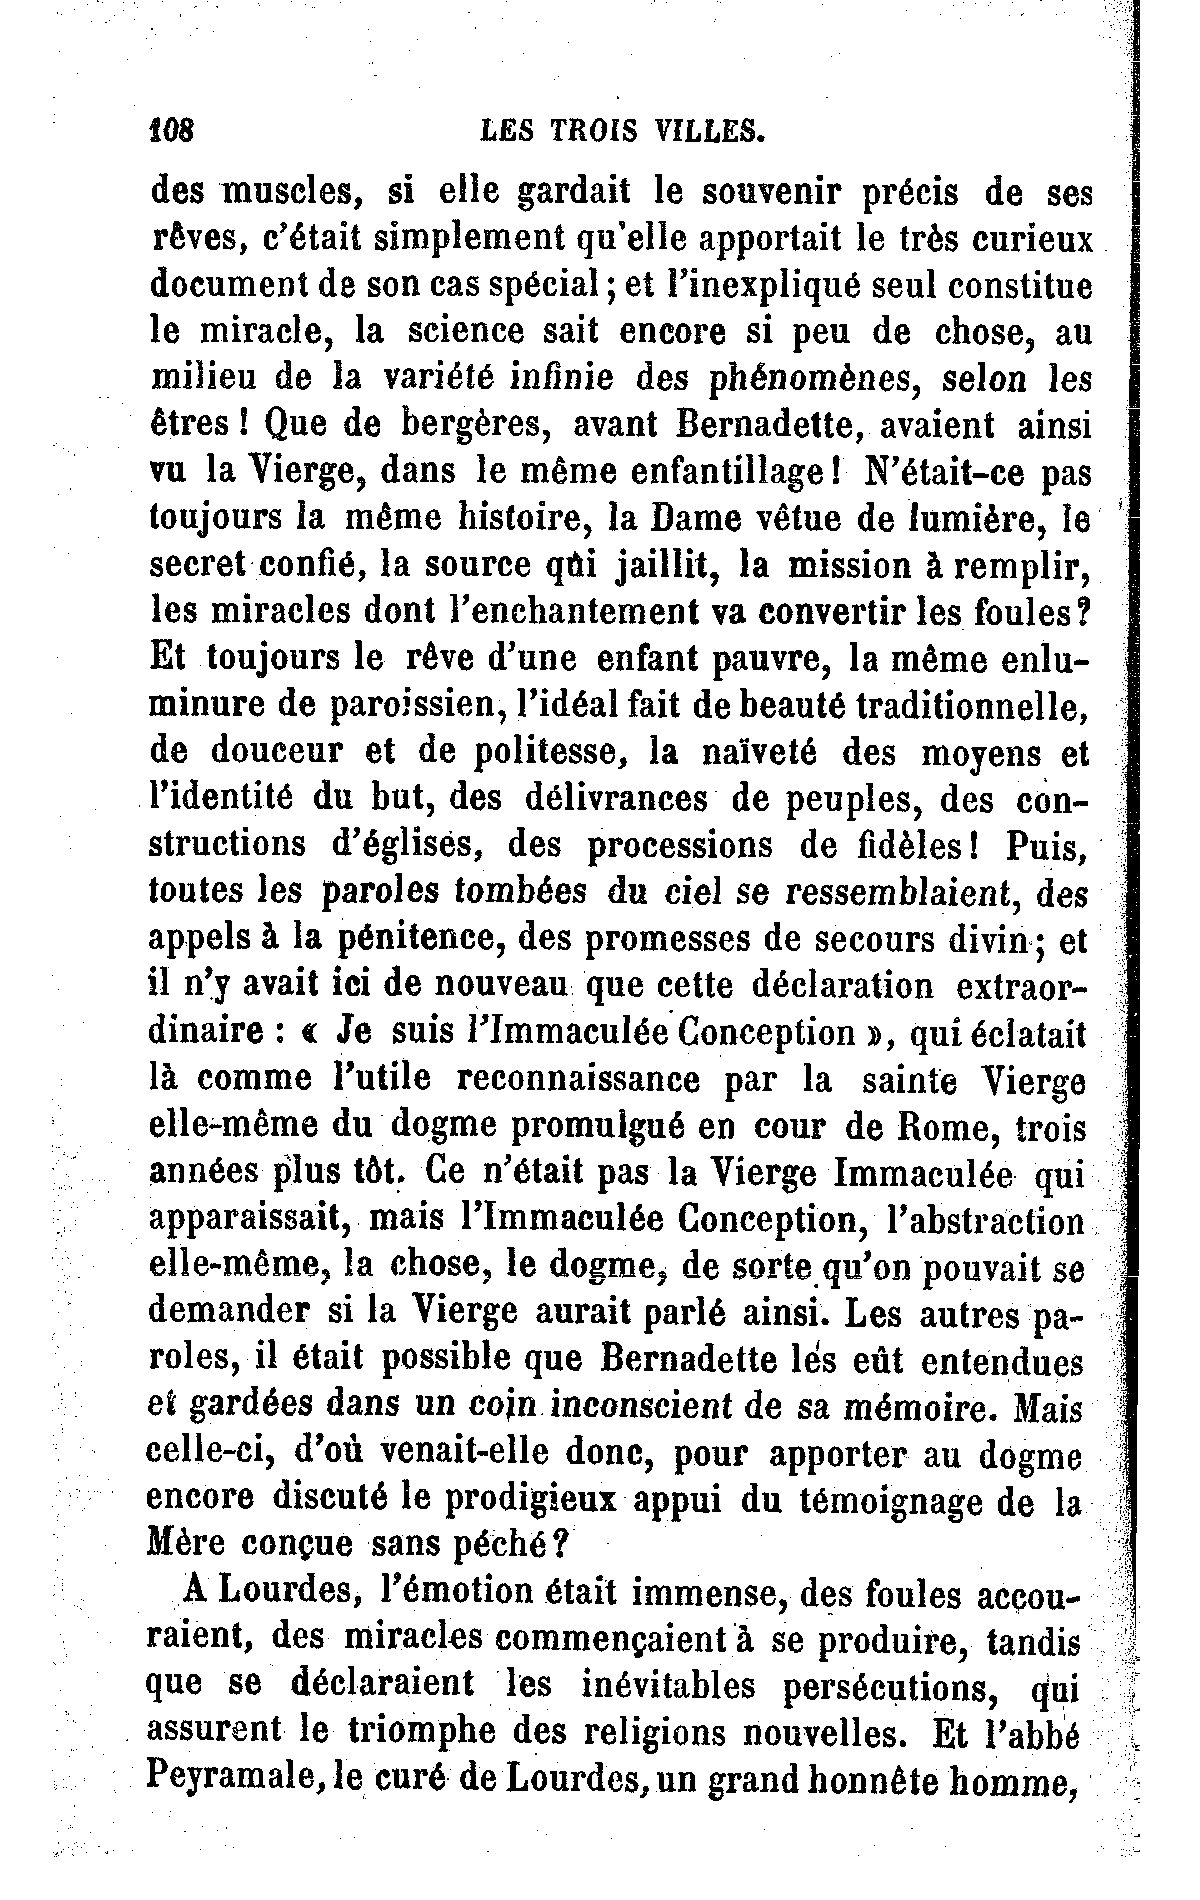 108 LES TROIS VILLES.
des muscles, si elle gardait le souvenir précis de ses
rêves, c'était simplement qu'elle apportait le très curieux
document de son cas spécial ; et l'inexpliqué seul constitue
le miracle, la science sait encore si peu de chose, au
milieu de la variété infinie des phénomènes, selon les
êtres ! Que de bergères, avant Bernadette, avaient ainsi
vu la Vierge, dans le même enfantillage ! N'était-ce pas
toujours la même histoire, la Dame vêtue de lumière, le
secret confié, la source qui jaillit, la mission à remplir,
les miracles dont l'enchantement va convertir les foules ?
Et toujours le rêve d'une enfant pauvre, la même enlu-
minure de paroissien, l'idéal fait de beauté traditionnelle,
de douceur et de politesse, la naïveté des moyens et
l'identité du but, des délivrances de peuples, des con-
structions d'églises, des processions de fidèles ! Puis,
toutes les paroles tombées du ciel se ressemblaient, des
appels à la pénitence, des promesses de secours divin ; et
il n'y avait ici de nouveau que cette déclaration extraor-
dinaire : « Je suis l'Immaculée Conception », qui éclatait
là comme l'utile reconnaissance par la sainte Vierge
elle-même du dogme promulgué en cour de Rome, trois
années plus tôt. Ce n'était pas la Vierge Immaculée qui
apparaissait, mais l'Immaculée Conception, l'abstraction
elle-même, la chose, le dogme, de sorte qu'on pouvait se
demander si la Vierge aurait parlé ainsi. Les autres pa-
roles, il était possible que Bernadette les eût entendues
et gardées dans un coin inconscient de sa mémoire. Mais
celle-ci, d'où venait-elle donc, pour apporter au dogme
encore discuté le prodigieux appui du témoignage de la
Mère conçue sans péché ?
A Lourdes, l'émotion était immense, des foules accou-
raient, des miracles commençaient à se produire, tandis
que se déclaraient les inévitables persécutions, qui
assurent le triomphe des religions nouvelles. Et l'abbé
Peyramale, le curé de Lourdes, un grand honnête homme,